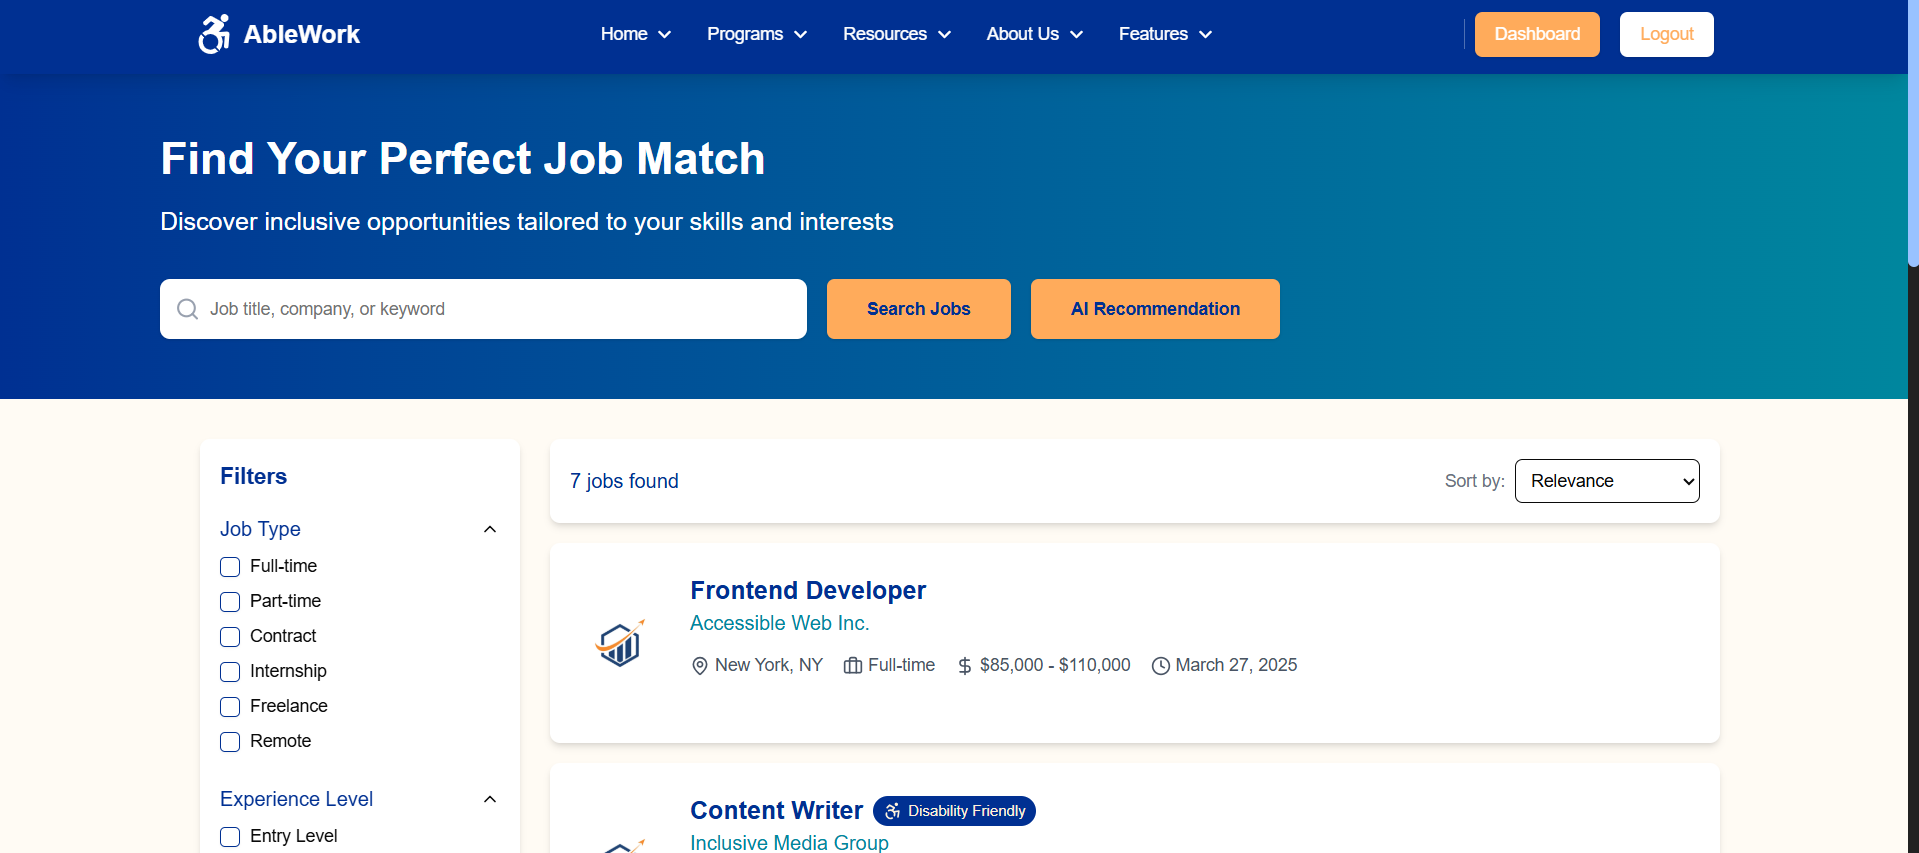 AbleWork
Home
Programs
Resources
About Us
Features
Dashboard
Logout
Find Your Perfect Job Match
Discover inclusive opportunities tailored to your skills and interests
Job title, company, or keyword
Search Jobs
AI Recommendation
Filters
Job Type
Full-time
Part-time
Contract
Internship
Freelance
Remote
Experience Level
Entry Level
7 jobs found
Sort by: Relevance
Frontend Developer
Accessible Web Inc.
New York, NY Full-time $ $85,000 - $110,000 March 27, 2025
Content Writer Disability Friendly
Inclusive Media Group